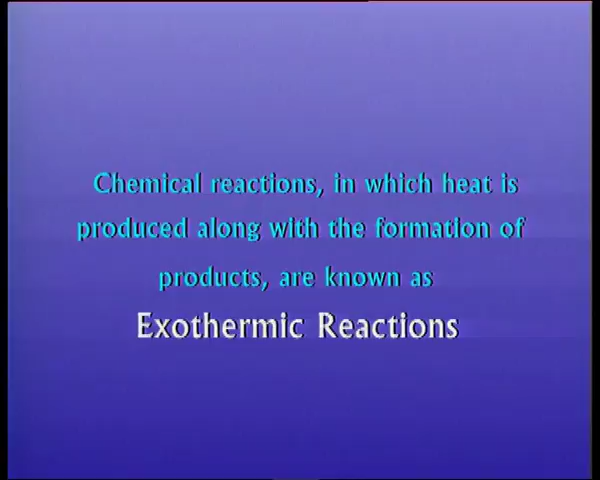 Chemical reactions, in which heat is
produced along with the formation of
products, are known as
Exothermic Reactions